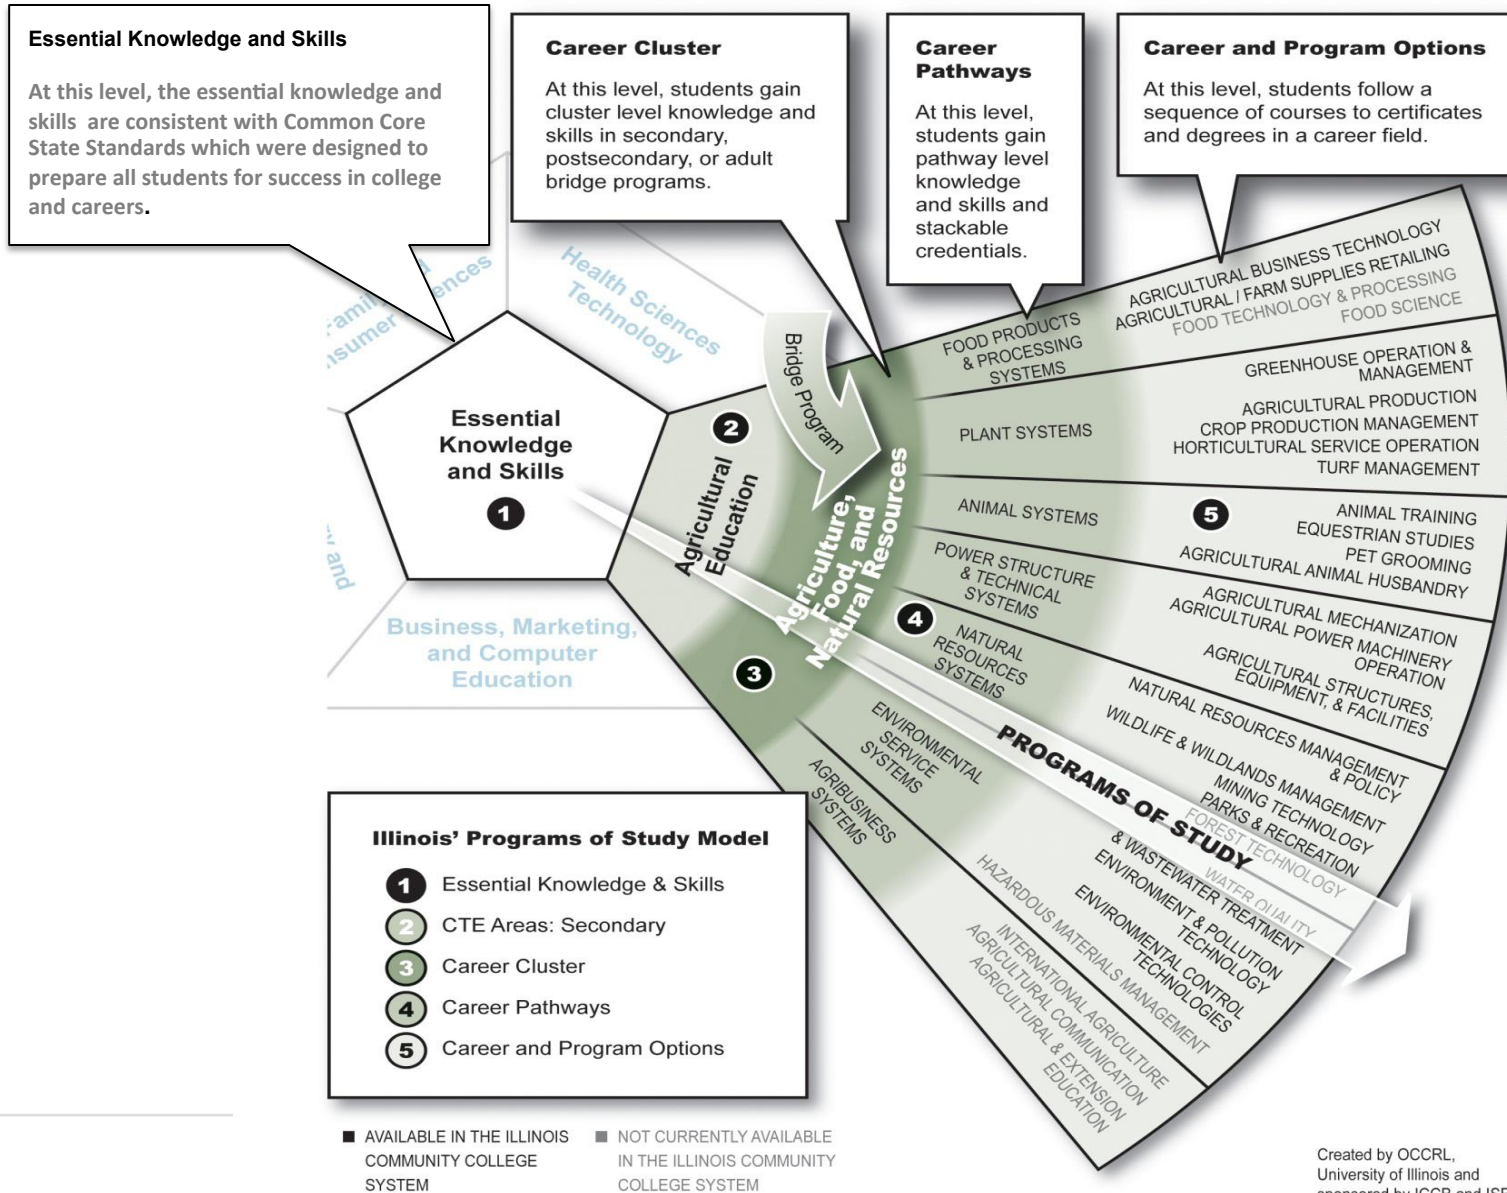 Essential Knowledge and Skills
At this level, the essential knowledge and
skills are consistent with Common Core
State Standards which were designed to
prepare all students for success in college
and careers.
Career Cluster
At this level, students gain
cluster level knowledge and
skills in secondary,
postsecondary, or adult
bridge programs.
Career
Pathways
At this level,
students gain
pathway level
knowledge
and skills and
stackable
credentials.
Career and Program Options
At this level, students follow a
sequence of courses to certificates
and degrees in a career field.
Health Sciences
Technology
Essential
Knowledge
and Skills
1
Business, Marketing,
and Computer
Education
and
2
Agricultural
Education
Bridge Program
3
Agriculture,
Food, and
Natural Resources
4
FOOD PRODUCTS
& PROCESSING
SYSTEMS
PLANT SYSTEMS
ANIMAL SYSTEMS
POWER STRUCTURE
& TECHNICAL
SYSTEMS
NATURAL
RESOURCES
SYSTEMS
ENVIRONMENTAL
SERVICE
SYSTEMS
AGRIBUSINESS
SYSTEMS
5
AGRICULTURAL BUSINESS TECHNOLOGY
AGRICULTURAL / FARM SUPPLIES RETAILING
FOOD TECHNOLOGY & PROCESSING
FOOD SCIENCE
GREENHOUSE OPERATION &
MANAGEMENT
AGRICULTURAL PRODUCTION
CROP PRODUCTION MANAGEMENT
HORTICULTURAL SERVICE OPERATION
TURF MANAGEMENT
ANIMAL TRAINING
EQUESTRIAN STUDIES
PET GROOMING
AGRICULTURAL ANIMAL HUSBANDRY
AGRICULTURAL MECHANIZATION
AGRICULTURAL POWER MACHINERY
OPERATION
AGRICULTURAL STRUCTURES,
EQUIPMENT, & FACILITIES
NATURAL RESOURCES MANAGEMENT
& POLICY
WILDLIFE & WILDLANDS MANAGEMENT
MINING TECHNOLOGY
PARKS & RECREATION
FOREST TECHNOLOGY
PROGRAMS OF STUDY
WATER QUALITY
& WASTEWATER TREATMENT
ENVIRONMENT & POLLUTION
TECHNOLOGY
ENVIRONMENTAL CONTROL
TECHNOLOGIES
HAZARDOUS MATERIALS MANAGEMENT
INTERNATIONAL AGRICULTURE
AGRICULTURAL COMMUNICATION
AGRICULTURAL & EXTENSION
EDUCATION
Illinois' Programs of Study Model
1 Essential Knowledge & Skills
2 CTE Areas: Secondary
3 Career Cluster
4 Career Pathways
5 Career and Program Options
AVAILABLE IN THE ILLINOIS
COMMUNITY COLLEGE
SYSTEM
NOT CURRENTLY AVAILABLE
IN THE ILLINOIS COMMUNITY
COLLEGE SYSTEM
Created by OCCRL,
University of Illinois and
sponsored by ICCB and